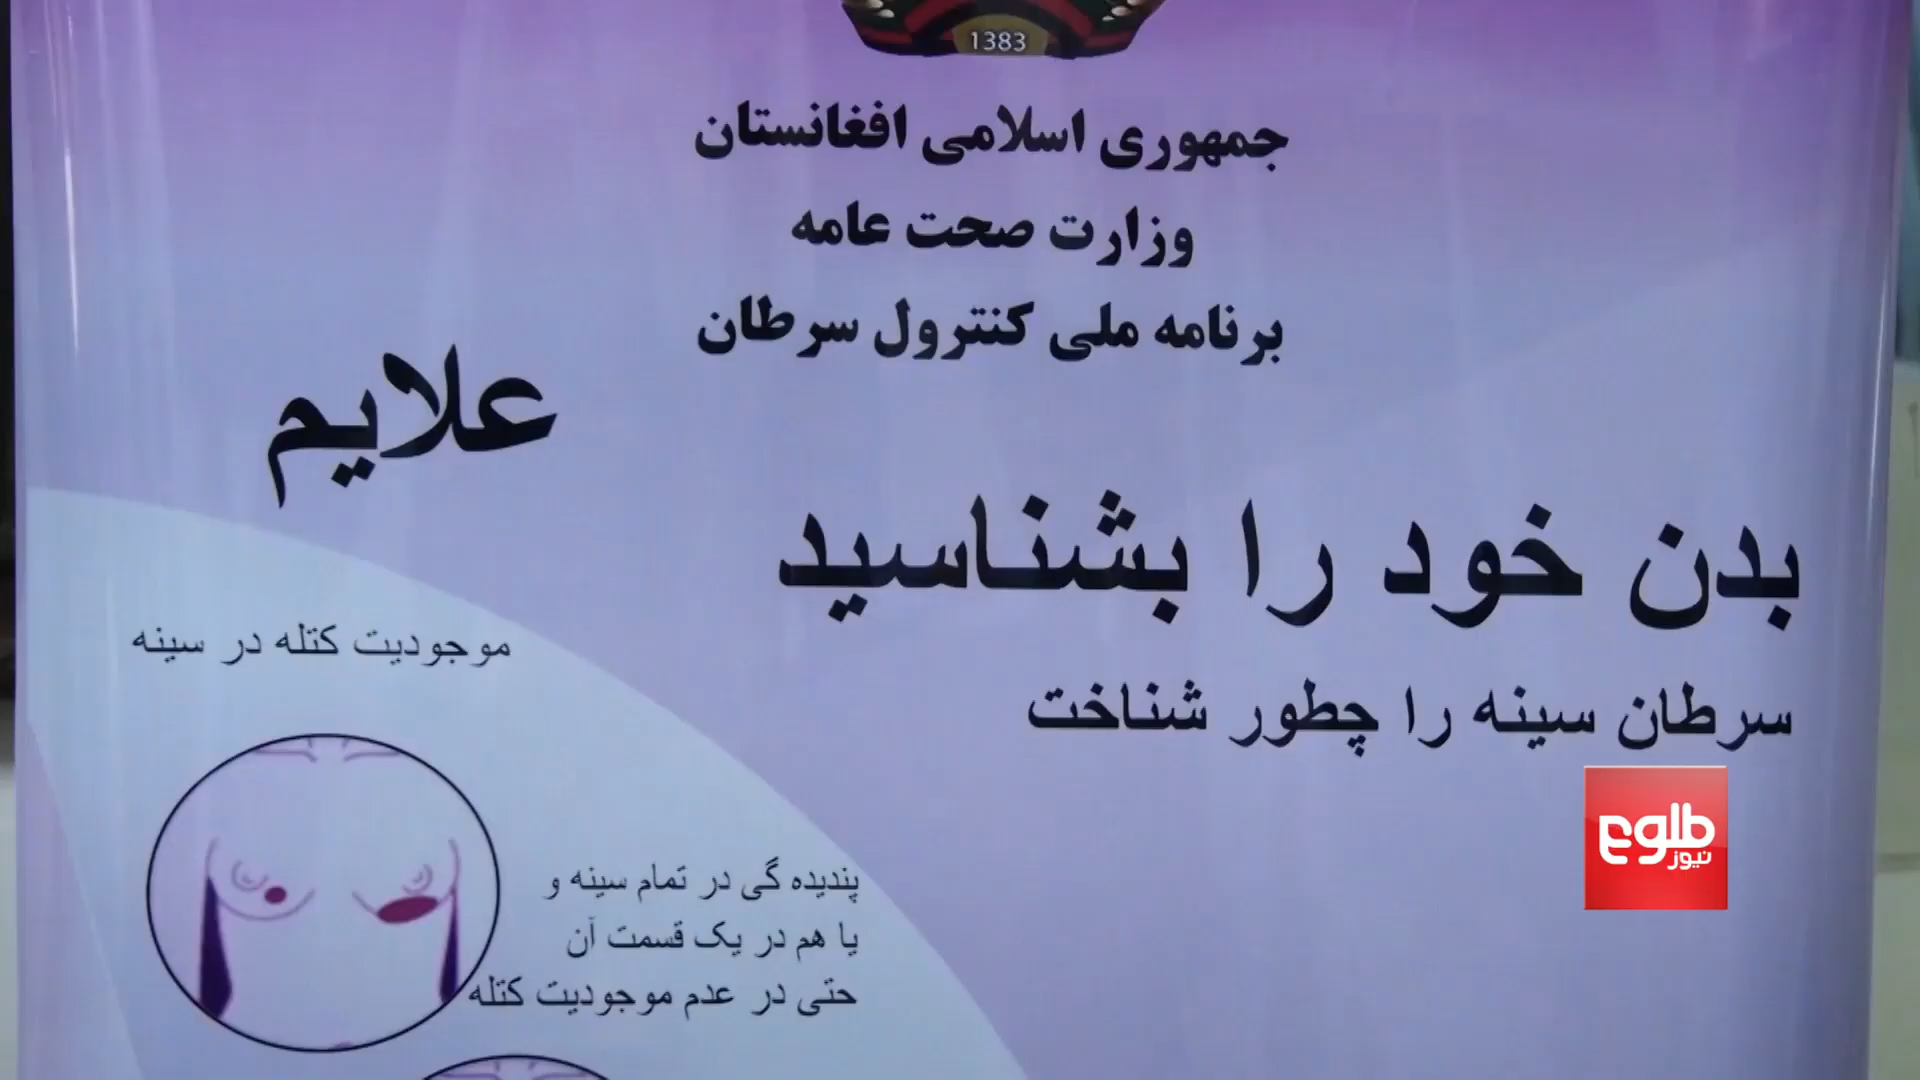 1383
جمهوری اسلامی افغانستان
وزارت صحت عامه
برنامه ملی کنترول سرطان
علایم
بدن خود را بشناسید
موجودیت کتله در سینه
سرطان سینه را چطور شناخت
پندیده گی در تمام سینه و
یا هم در یک قسمت آن
حتی در عدم موجودیت کتله
طلوع
نیوز